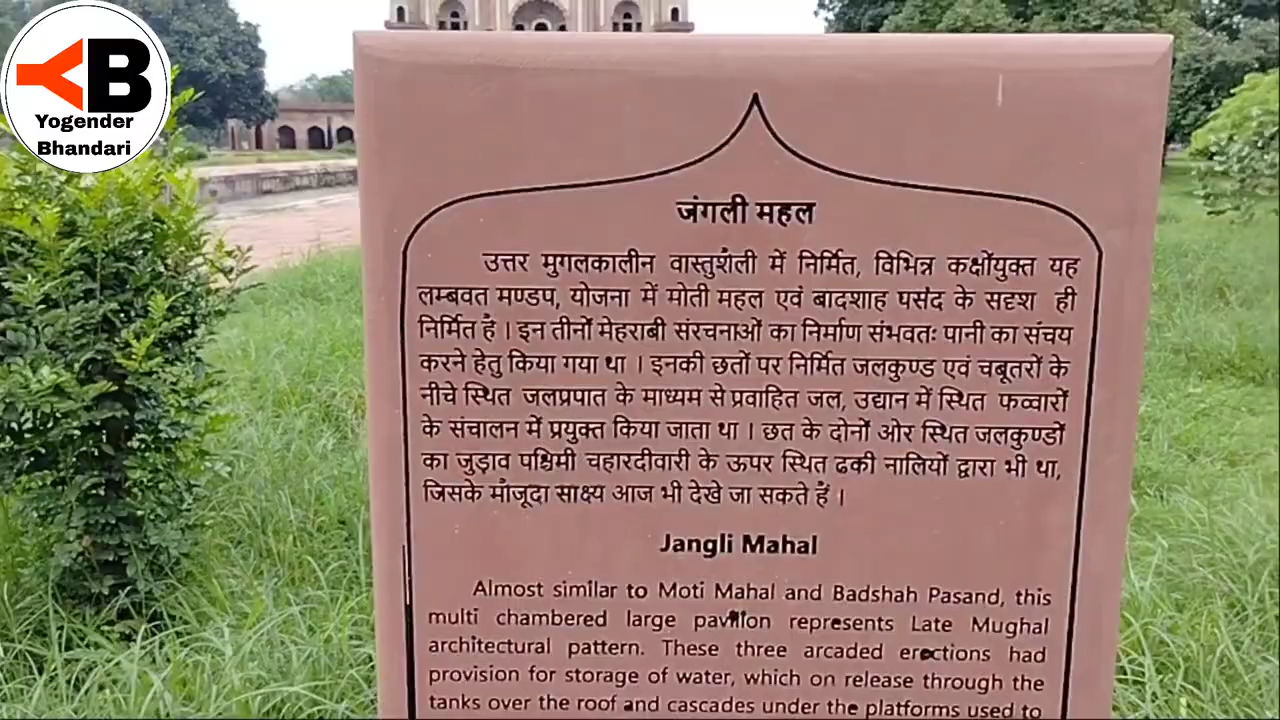 B
Yogender
Bhandari
जंगली महल
उत्तर मुगलकालीन वास्तुशैली में निर्मित, विभिन्न कक्षोंयुक्त यह
लम्बवत मण्डप, योजना में मोती महल एवं बादशाह पसंद के सदृश ही
निर्मित है । इन तीनों मेहराबी संरचनाओं का निर्माण संभवतः पानी का संचय
करने हेतु किया गया था । इनकी छतों पर निर्मित जलकुण्ड एवं चबूतरों के
नीचे स्थित जलप्रपात के माध्यम से प्रवाहित जल, उद्यान में स्थित फव्वारों
के संचालन में प्रयुक्त किया जाता था । छत के दोनों ओर स्थित जलकुण्डों
का जुड़ाव पश्चिमी चहारदीवारी के ऊपर स्थित ढकी नालियों द्वारा भी था,
जिसके मौजूदा साक्ष्य आज भी देखे जा सकते हैं ।
Jangli Mahal
Almost similar to Moti Mahal and Badshah Pasand, this
multi chambered large pavilion represents Late Mughal
architectural pattern. These three arcaded erections had
provision for storage of water, which on release through the
tanks over the roof and cascades under the platforms used to